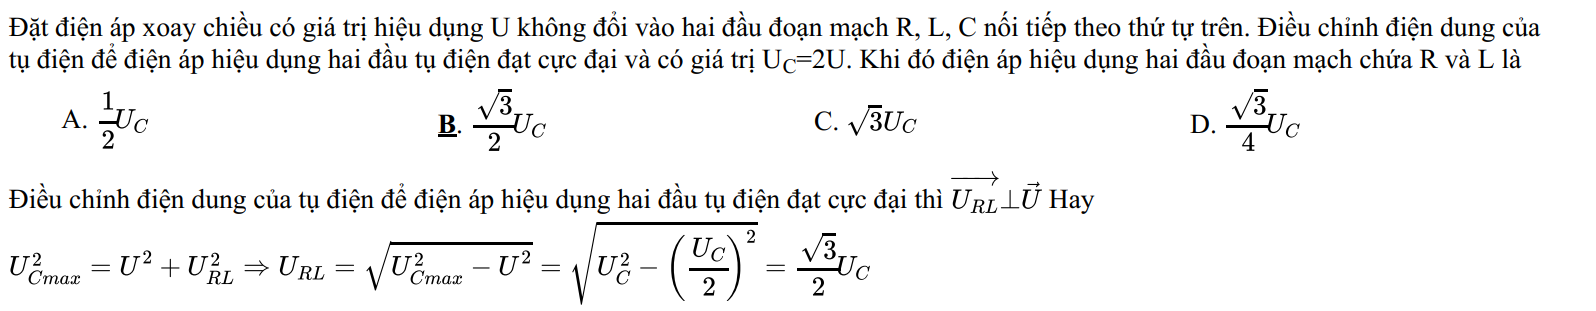 Đặt điện áp xoay chiều có giá trị hiệu dụng U không đổi vào hai đầu đoạn mạch R, L, C nối tiếp theo thứ tự trên. Điều chỉnh điện dung của
tụ điện để điện áp hiệu dụng hai đầu tụ điện đạt cực đại và có giá trị U_C=2U. Khi đó điện áp hiệu dụng hai đầu đoạn mạch chứa R và L là
A. \frac{1}{2}U_C B. \frac{\sqrt{3}}{2}U_C C. \sqrt{3}U_C D. \frac{\sqrt{3}}{4}U_C
Điều chỉnh điện dung của tụ điện để điện áp hiệu dụng hai đầu tụ điện đạt cực đại thì \overrightarrow{U_{RL}} \perp \vec{U} Hay
U_{Cmax}^2 = U^2 + U_{RL}^2 \Rightarrow U_{RL} = \sqrt{U_{Cmax}^2 - U^2} = \sqrt{U_C^2 - \left(\frac{U_C}{2}\right)^2} = \frac{\sqrt{3}}{2}U_C